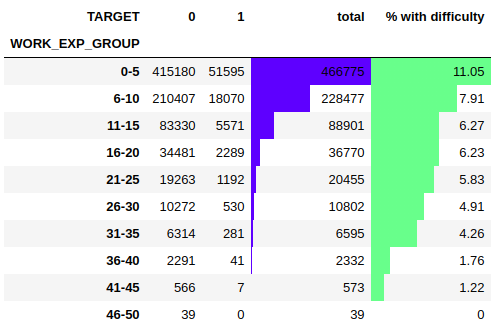 TARGET 0 1 total % with difficulty
WORK_EXP_GROUP
0-5 415180 51595 466775 11.05
6-10 210407 18070 228477 7.91
11-15 83330 5571 88901 6.27
16-20 34481 2289 36770 6.23
21-25 19263 1192 20455 5.83
26-30 10272 530 10802 4.91
31-35 6314 281 6595 4.26
36-40 2291 41 2332 1.76
41-45 566 7 573 1.22
46-50 39 0 39 0